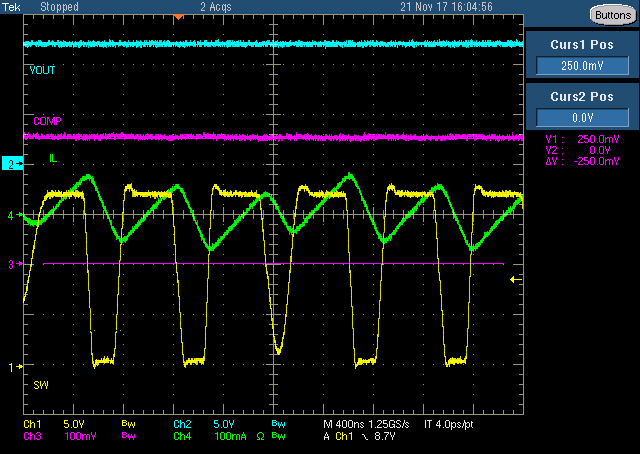 Tek Stopped 2 Acqs 21 Nov 17 16:04:56
Buttons
Curs1 Pos
250.0mV
Curs2 Pos
0.0V
V1: 250.0mV
V2: 0.0V
ΔV: -250.0mV
VOUT
COMP
IL
2
4
3
1
SW
Ch1 5.0V Bw Ch2 5.0V Bw M 400ns 1.25GS/s IT 4.0ps/pt
Ch3 100mV Bw Ch4 100mA Ω Bw A Ch1 ↘ 8.7V